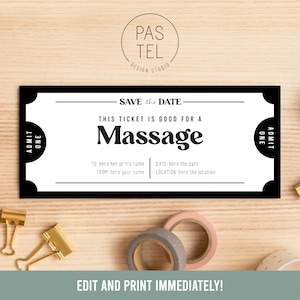 PAS
TEL
DESIGN STUDIO
SAVE the DATE
THIS TICKET IS GOOD FOR A
Massage
ADMIT ONE
ADMIT ONE
TO: here her or his name
FROM: here your name
DATE: here the date
LOCATION: here the location
EDIT AND PRINT IMMEDIATELY!